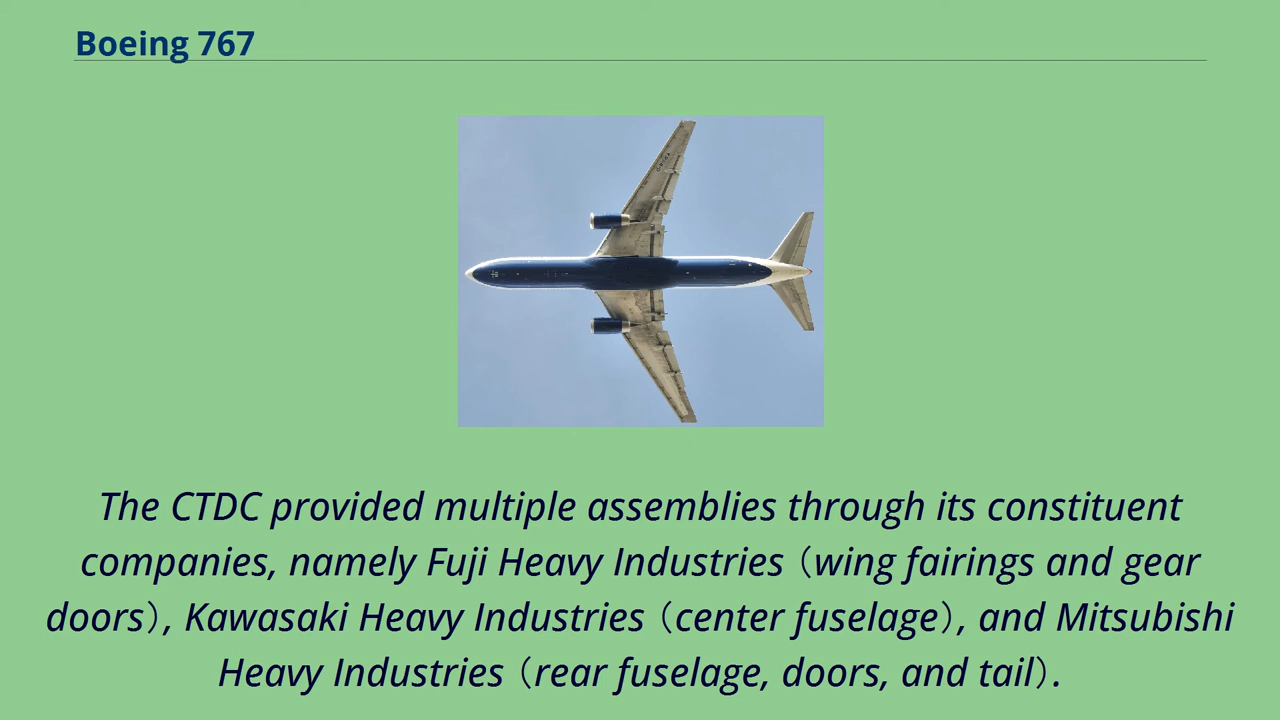 Boeing 767
The CTDC provided multiple assemblies through its constituent
companies, namely Fuji Heavy Industries (wing fairings and gear
doors), Kawasaki Heavy Industries (center fuselage), and Mitsubishi
Heavy Industries (rear fuselage, doors, and tail).